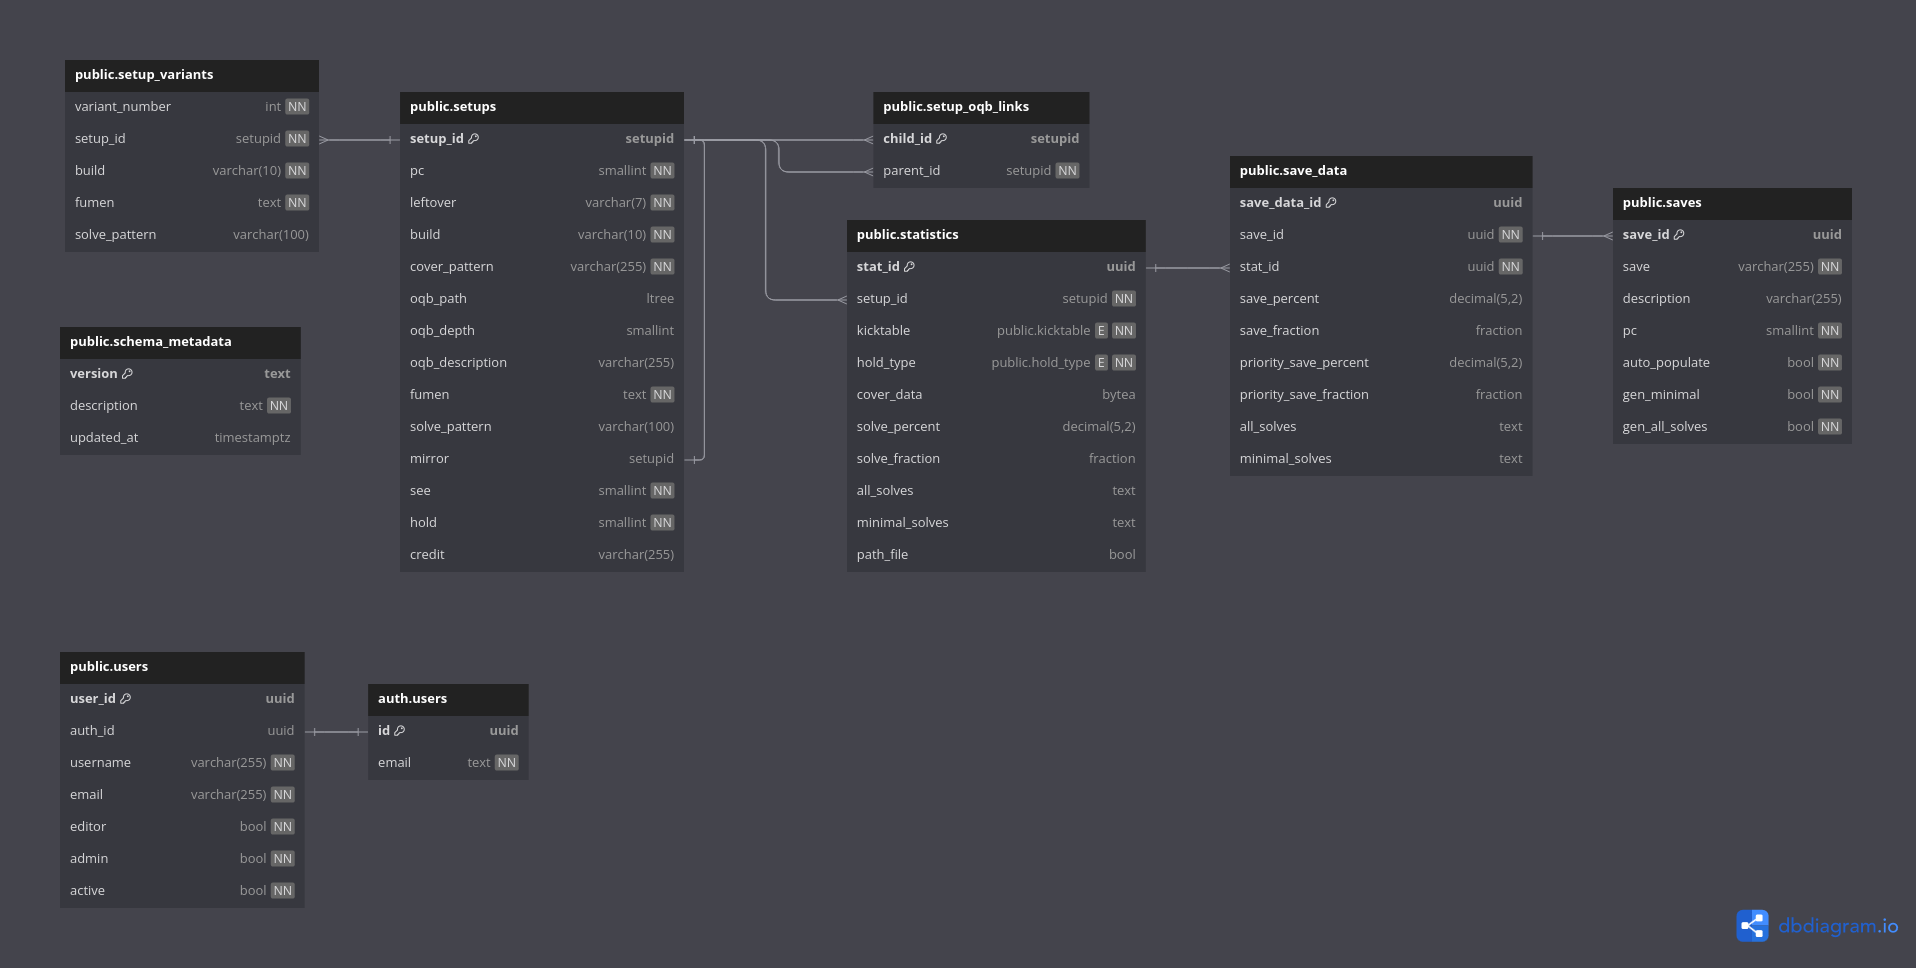 public.setup_variants
variant_number int NN
setup_id setupid NN
build varchar(10) NN
fumen text NN
solve_pattern varchar(100)
public.schema_metadata
version text
description text NN
updated_at timestamptz
public.setups
setup_id setupid
pc smallint NN
leftover varchar(7) NN
build varchar(10) NN
cover_pattern varchar(255) NN
oqb_path ltree
oqb_depth smallint
oqb_description varchar(255)
fumen text NN
solve_pattern varchar(100)
mirror setupid
see smallint NN
hold smallint NN
credit varchar(255)
public.setup_oqb_links
child_id setupid
parent_id setupid NN
public.statistics
stat_id uuid
setup_id setupid NN
kicktable public.kicktable E NN
hold_type public.hold_type E NN
cover_data bytea
solve_percent decimal(5,2)
solve_fraction fraction
all_solves text
minimal_solves text
path_file bool
public.save_data
save_data_id uuid
save_id uuid NN
stat_id uuid NN
save_percent decimal(5,2)
save_fraction fraction
priority_save_percent decimal(5,2)
priority_save_fraction fraction
all_solves text
minimal_solves text
public.saves
save_id uuid
save varchar(255) NN
description varchar(255)
pc smallint NN
auto_populate bool NN
gen_minimal bool NN
gen_all_solves bool NN
public.users
user_id uuid
auth_id uuid
username varchar(255) NN
email varchar(255) NN
editor bool NN
admin bool NN
active bool NN
auth.users
id uuid
email text NN
dbdiagram.io